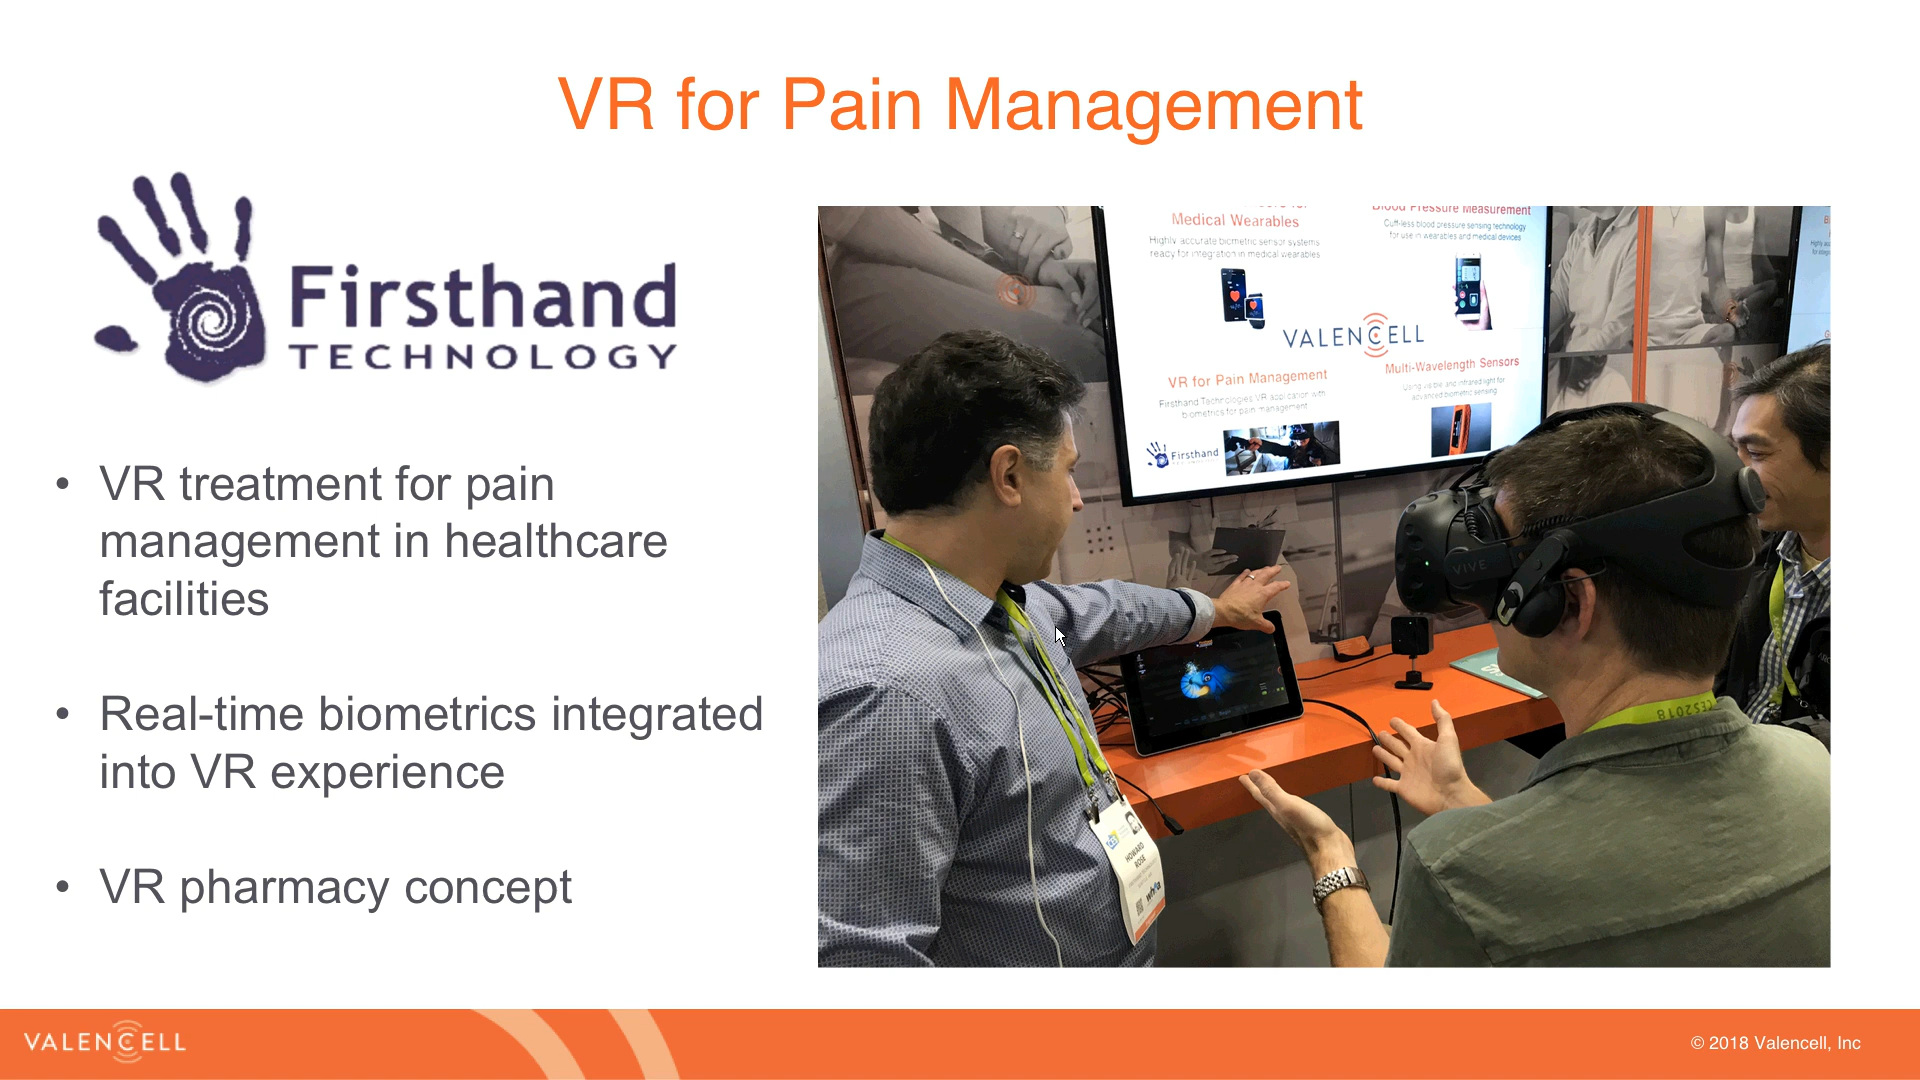 VR for Pain Management
Firsthand
TECHNOLOGY
• VR treatment for pain
management in healthcare
facilities
• Real-time biometrics integrated
into VR experience
• VR pharmacy concept
Medical Wearables
Highly accurate biometric sensor systems
ready for integration in medical wearables
Blood Pressure Measurement
Cuff-less blood pressure sensing technology
for use in wearables and medical devices
VALENCELL
VR for Pain Management
Firsthand Technologies VR application with
biometrics for pain management
Firsthand
TECHNOLOGY
Multi-Wavelength Sensors
Using visible and infrared light for
advanced biometric sensing
VIVE
CES2018
HOWARD
ROSE
VALENCELL
© 2018 Valencell, Inc